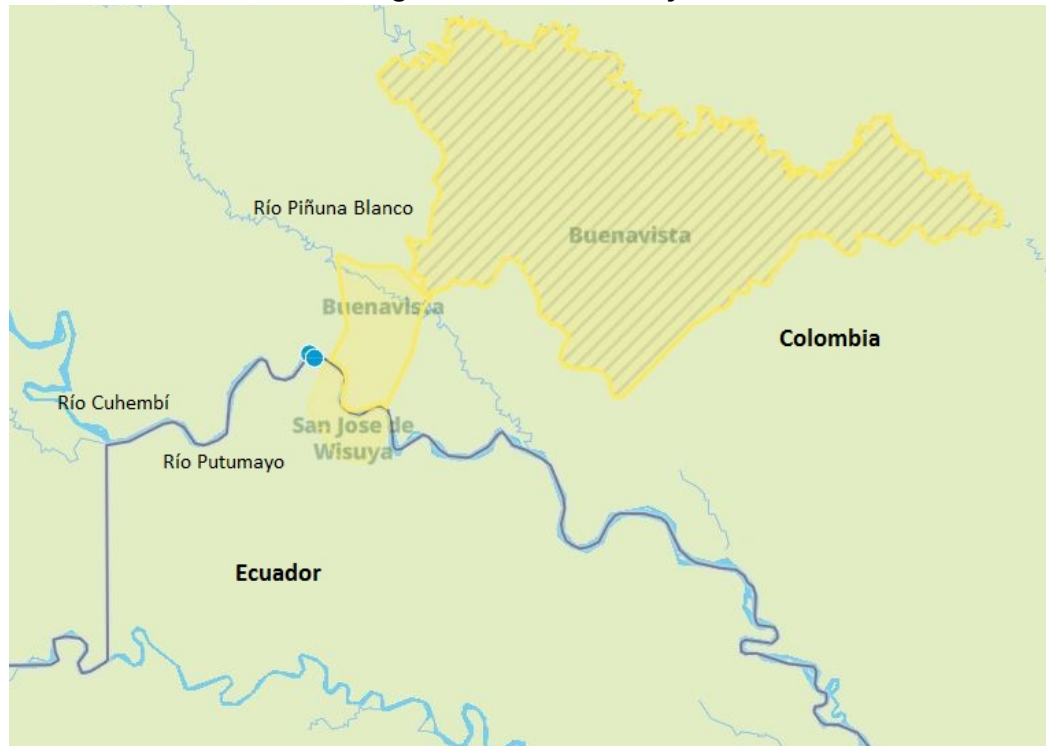 Río Piñuna Blanco
Buenavista
Buenavista
Colombia
Río Cuhembí
San Jose de
Wisuya
Río Putumayo
Ecuador